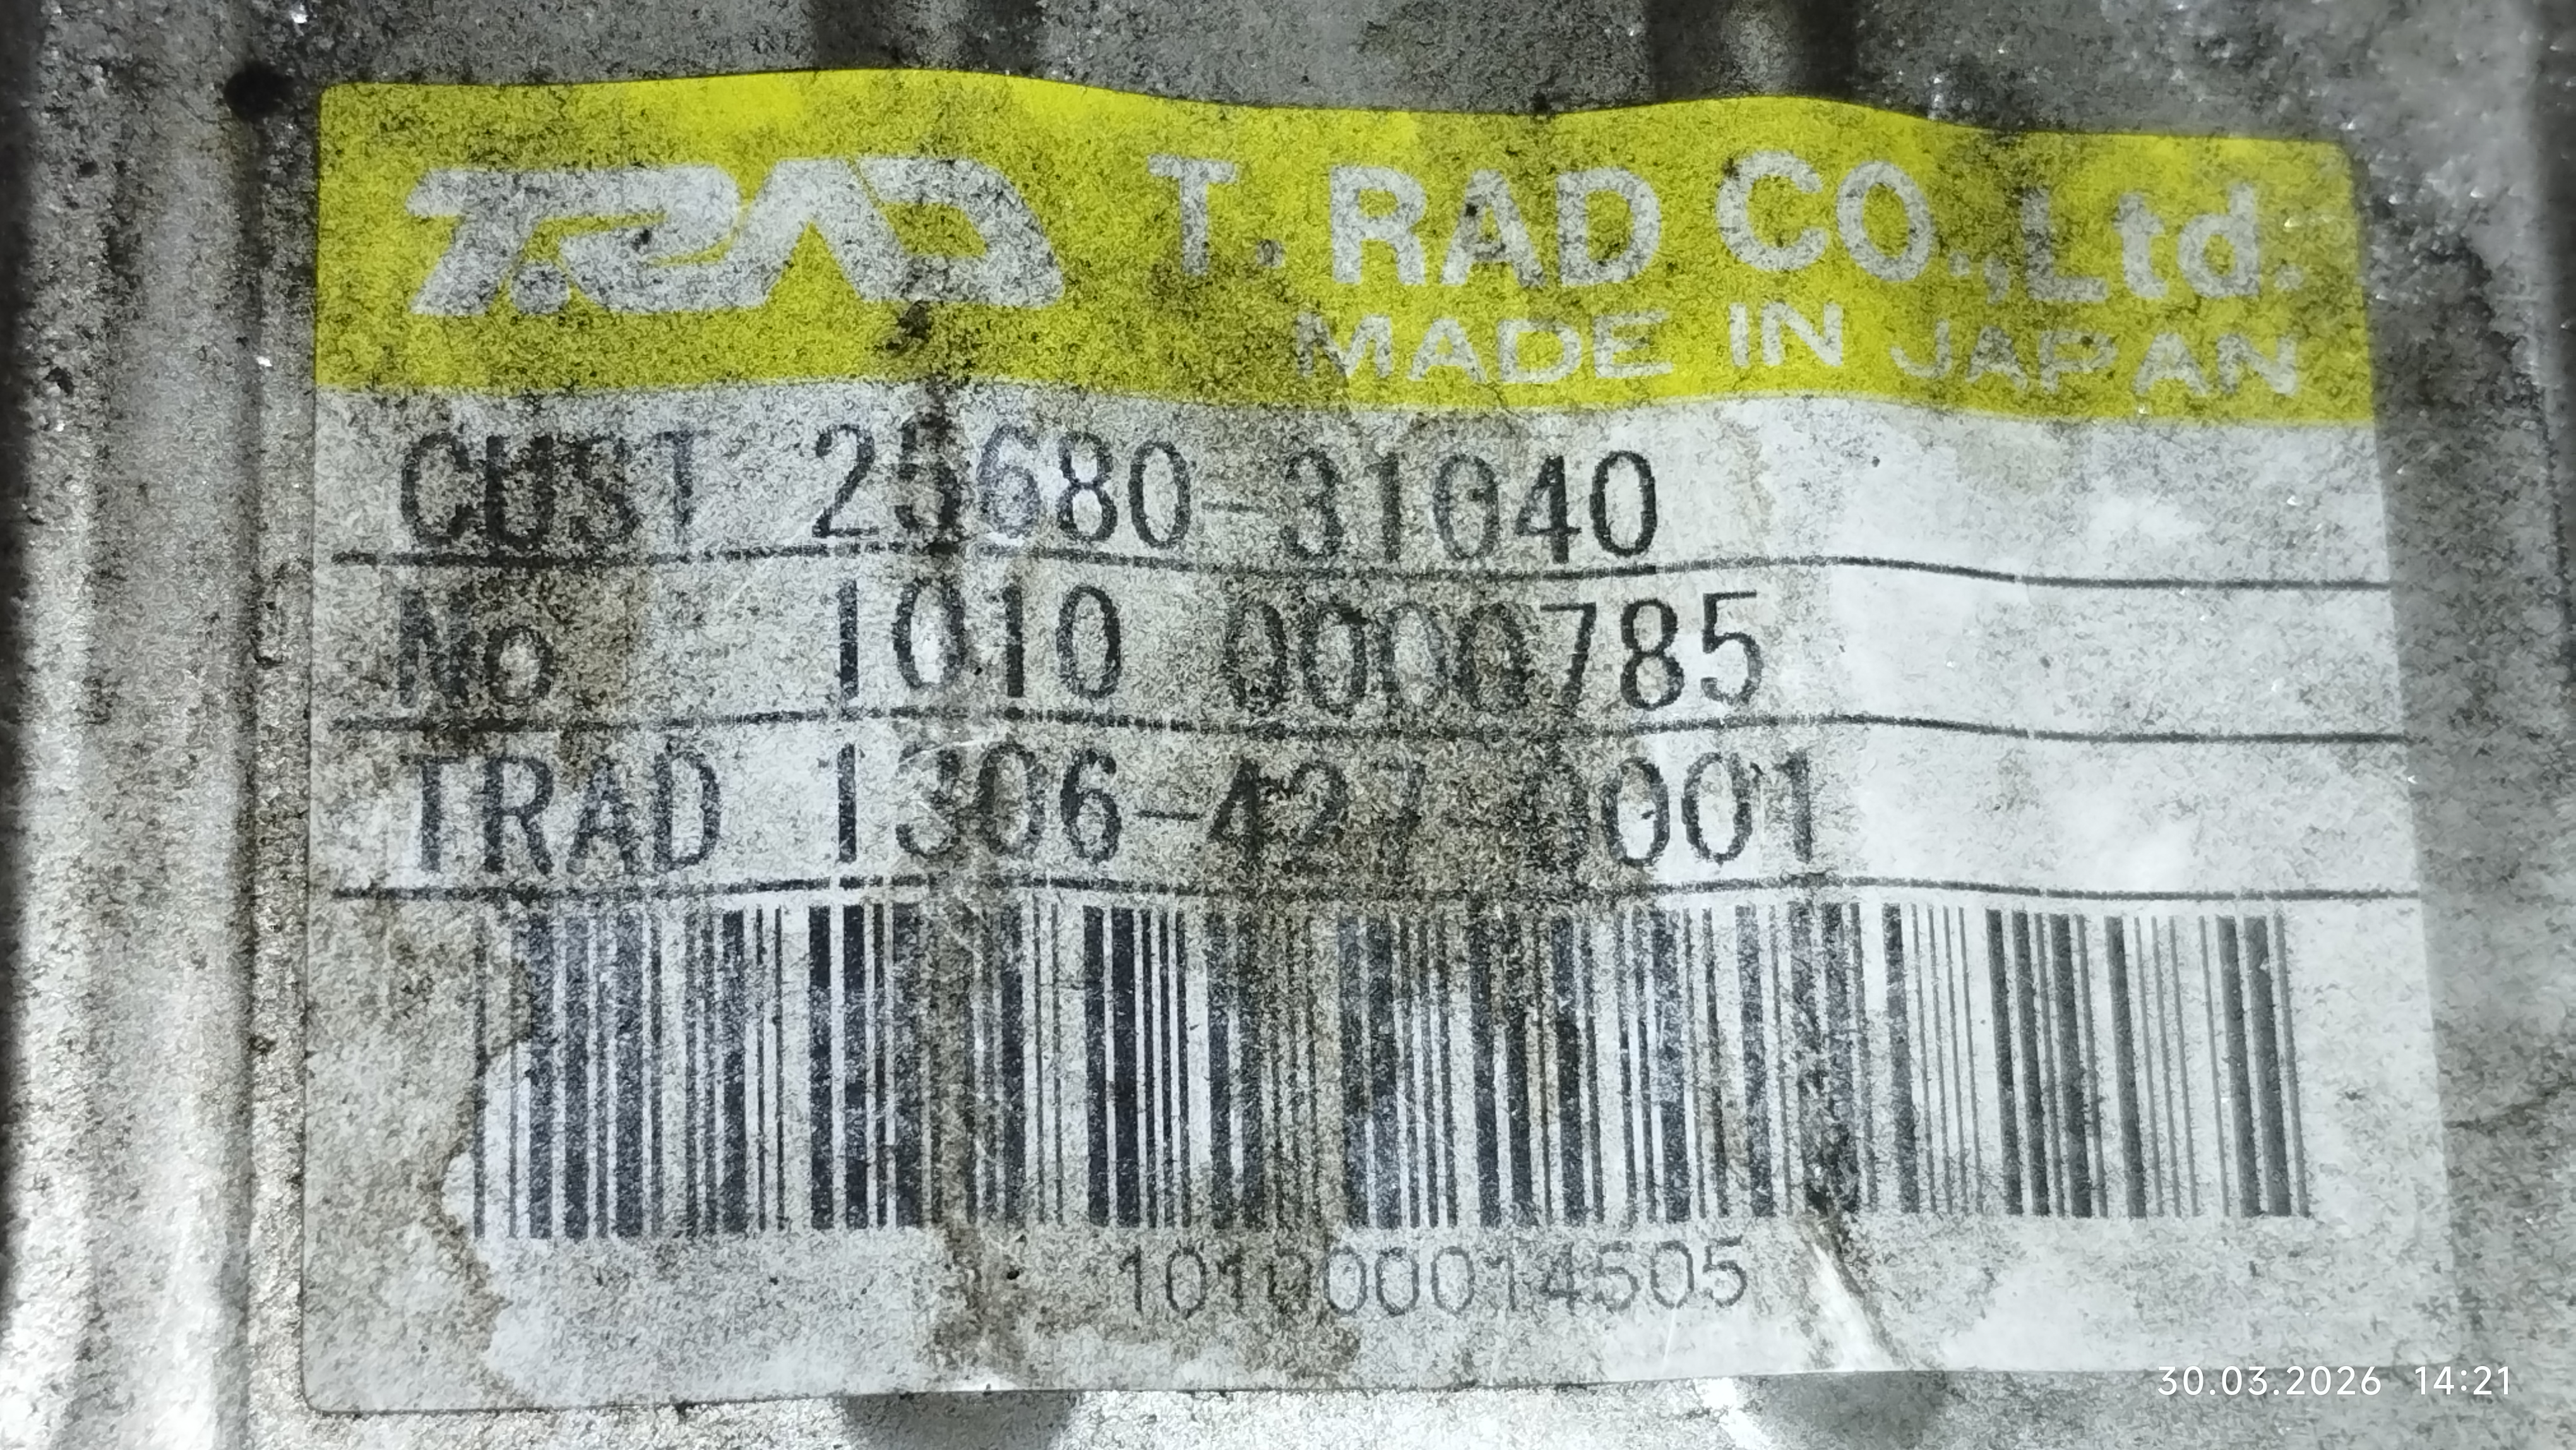 T.RAD T. RAD CO., Ltd.
MADE IN JAPAN
CUST 25680-31040
No 1010 0000785
TRAD 1306-427-0001
101000014505
30.03.2026 14:21